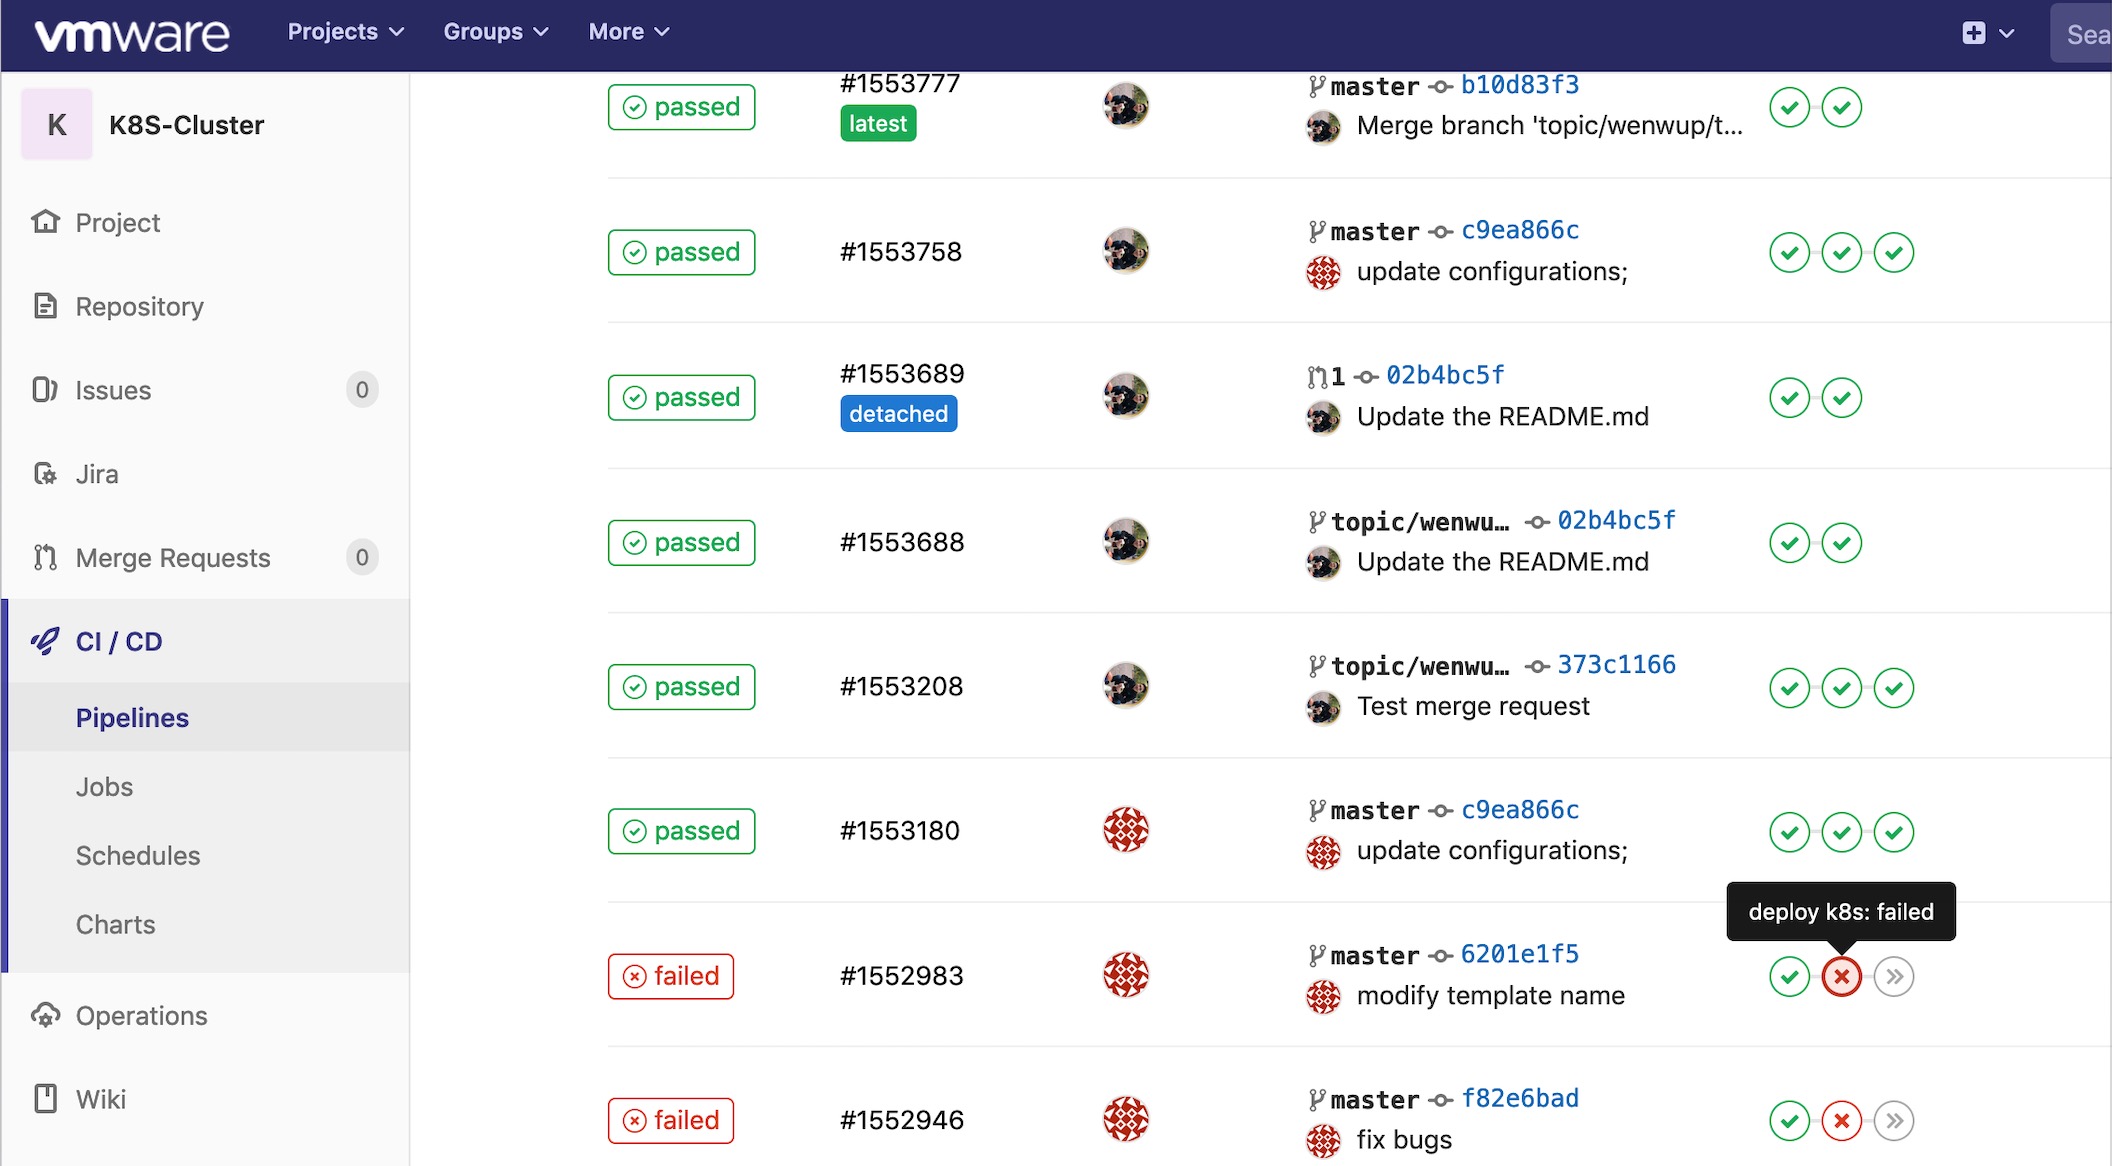 vmware
Projects
Groups
More
Sea
K
K8S-Cluster
Project
Repository
Issues
0
Jira
Merge Requests
0
CI / CD
Pipelines
Jobs
Schedules
Charts
Operations
Wiki
passed
#1553777
latest
master
b10d83f3
Merge branch 'topic/wenwup/t...
passed
#1553758
master
c9ea866c
update configurations;
passed
#1553689
detached
1
02b4bc5f
Update the README.md
passed
#1553688
topic/wenwu…
02b4bc5f
Update the README.md
passed
#1553208
topic/wenwu…
373c1166
Test merge request
passed
#1553180
master
c9ea866c
update configurations;
deploy k8s: failed
failed
#1552983
master
6201e1f5
modify template name
failed
#1552946
master
f82e6bad
fix bugs